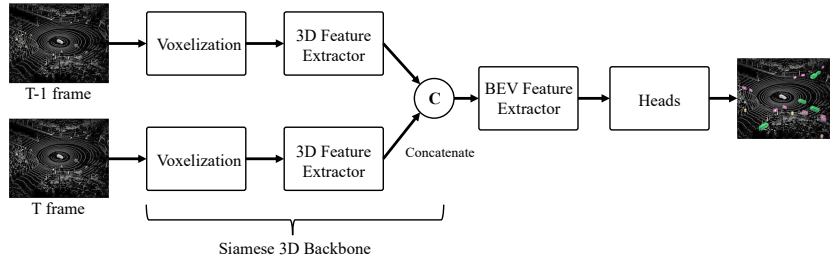 T-1 frame
Voxelization
3D Feature
Extractor
C
BEV Feature
Extractor
Heads
T frame
Voxelization
3D Feature
Extractor
Concatenate
Siamese 3D Backbone